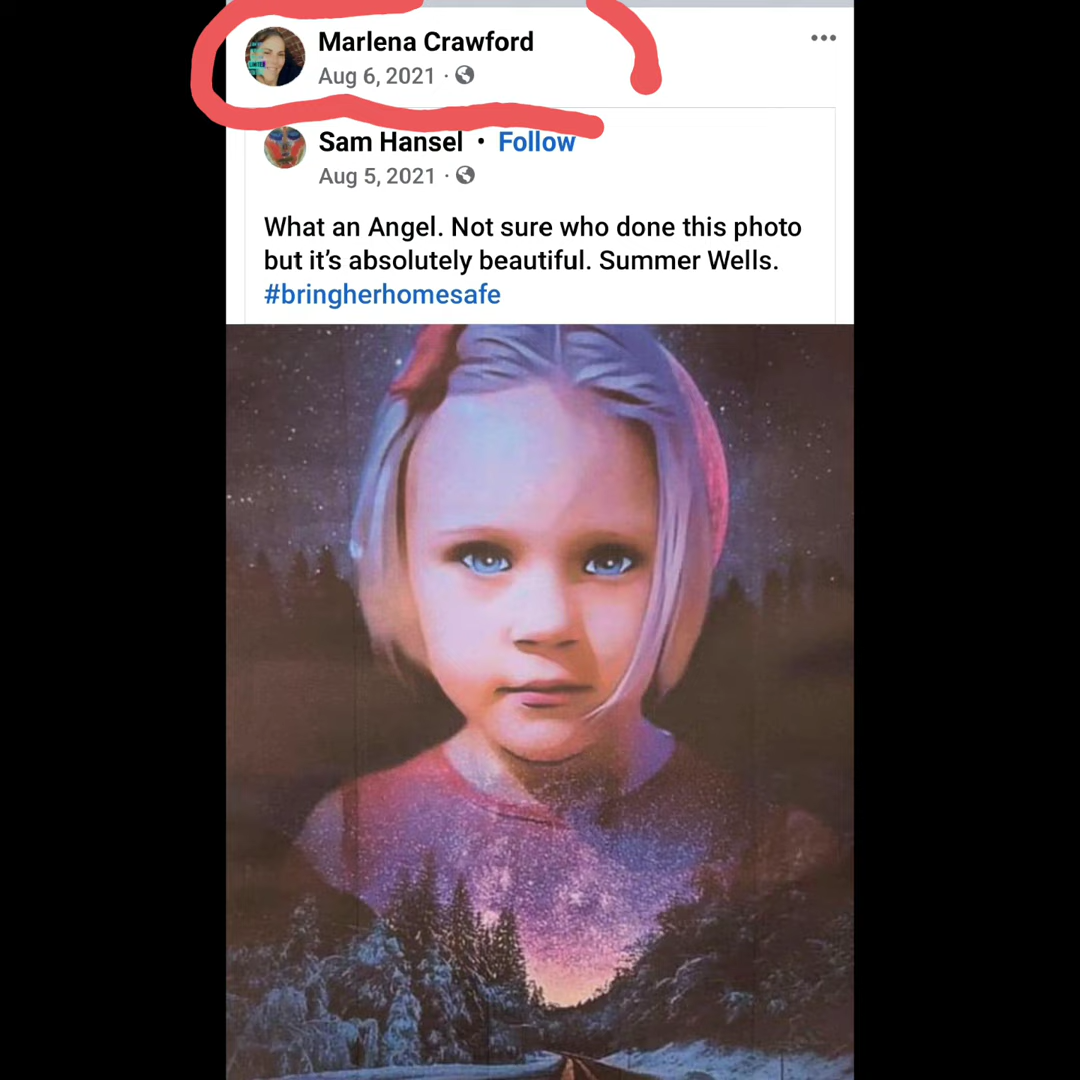 Marlena Crawford
Aug 6, 2021 ·
Sam Hansel • Follow
Aug 5, 2021 ·
What an Angel. Not sure who done this photo
but it’s absolutely beautiful. Summer Wells.
#bringherhomesafe